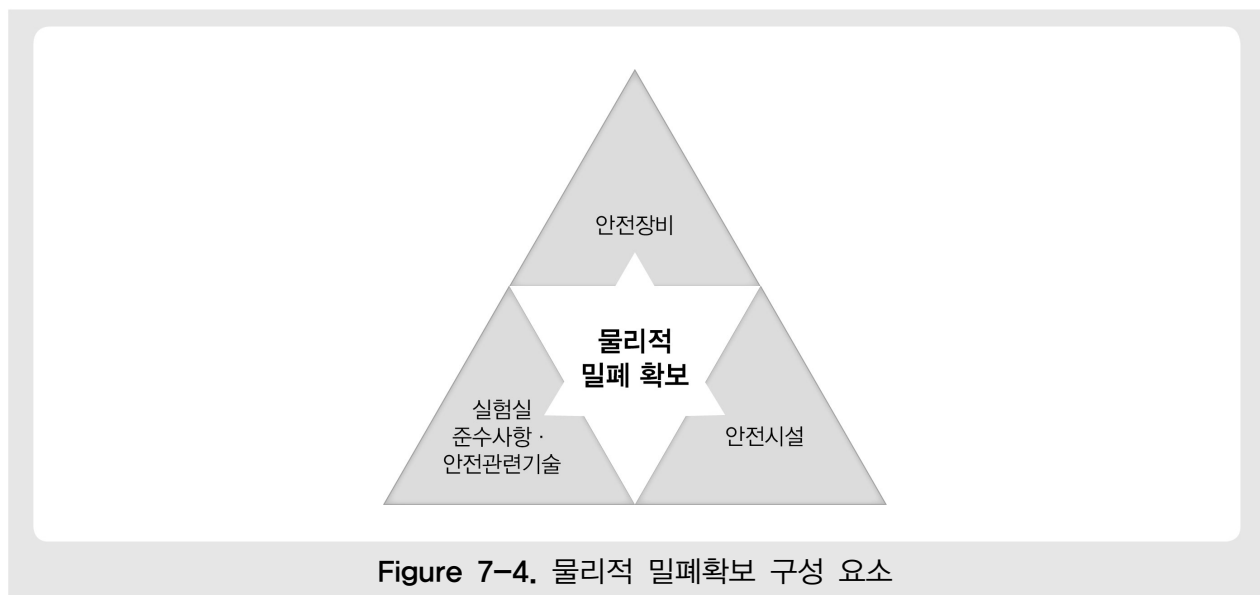 안전장비
물리적
밀폐 확보
실험실
준수사항 ·
안전관련기술
안전시설
Figure 7-4. 물리적 밀폐확보 구성 요소